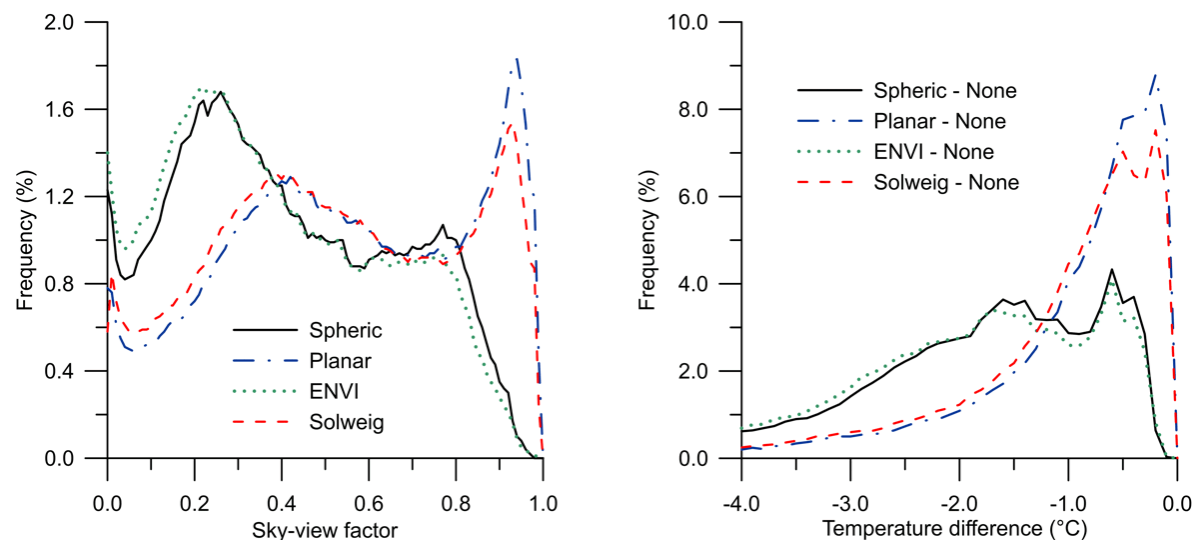 2.0
1.6
1.2
0.8
0.4
0.0
Frequency (%)
Spheric
Planar
ENVI
Solweig
0.0 0.2 0.4 0.6 0.8 1.0
Sky-view factor
10.0
8.0
6.0
4.0
2.0
0.0
Frequency (%)
Spheric - None
Planar - None
ENVI - None
Solweig - None
-4.0 -3.0 -2.0 -1.0 0.0
Temperature difference (°C)